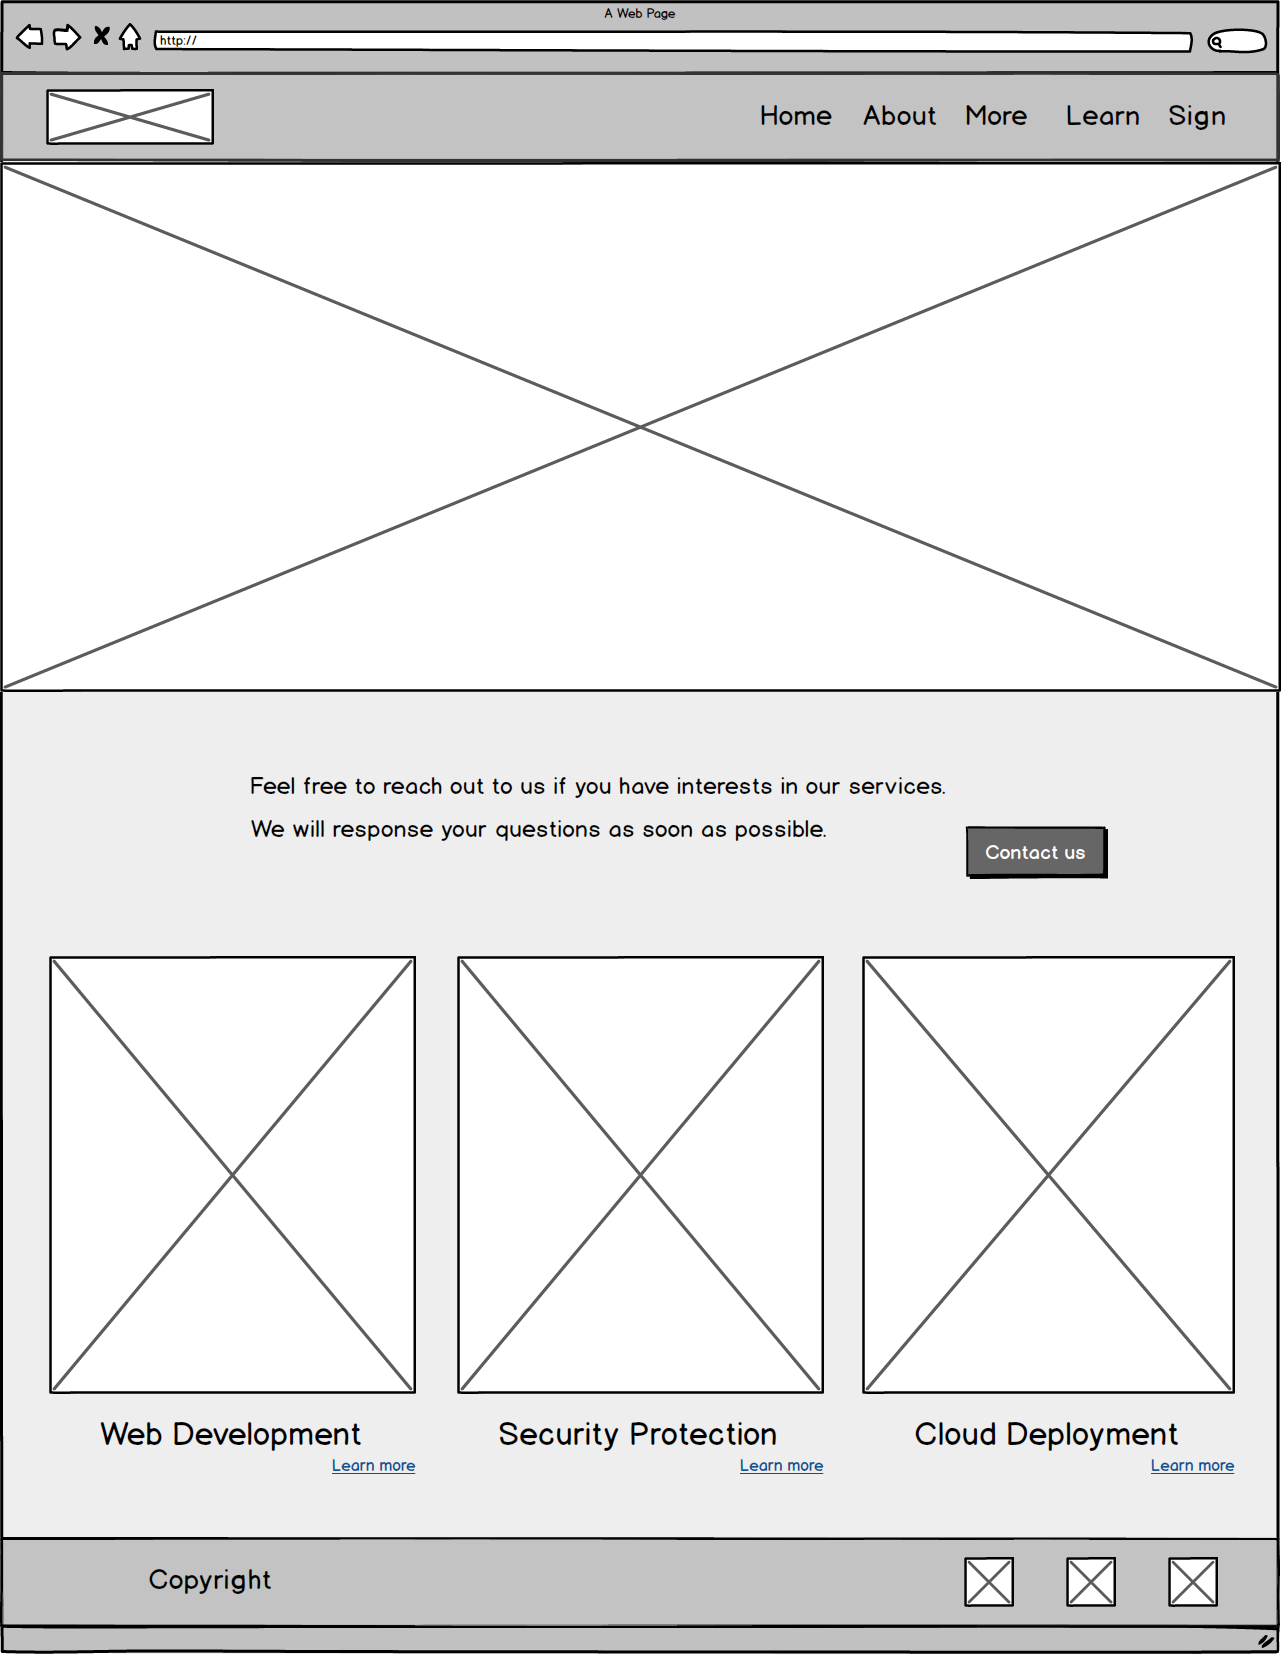 A Web Page
http://
Home About More Learn Sign
Feel free to reach out to us if you have interests in our services.
We will response your questions as soon as possible.
Contact us
Web Development
Learn more
Security Protection
Learn more
Cloud Deployment
Learn more
Copyright